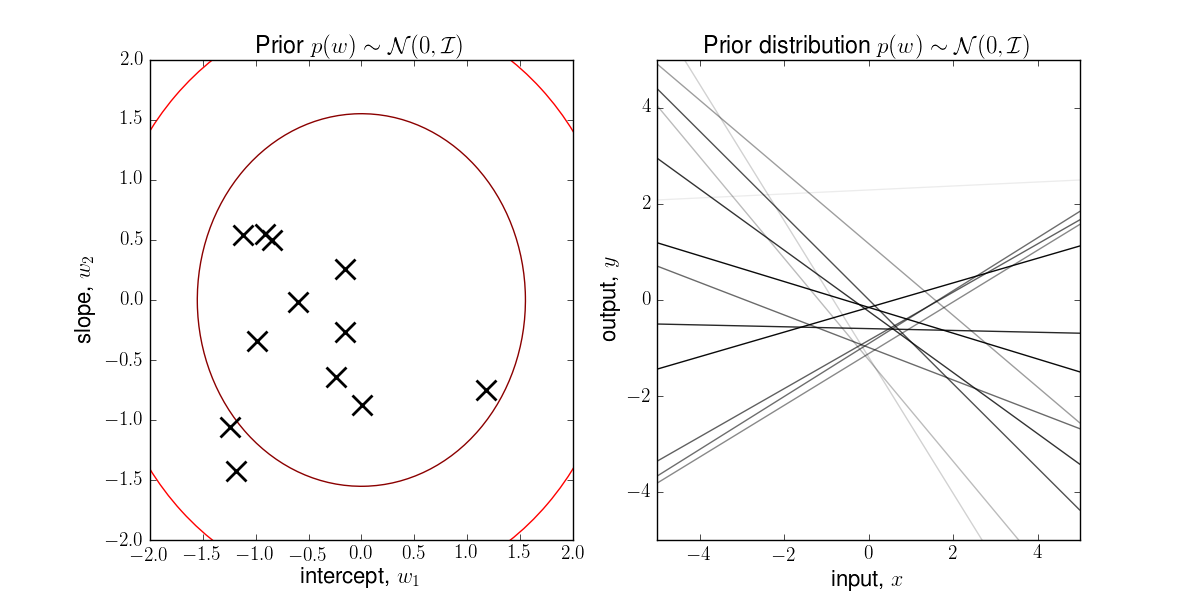 Prior p(w) ∼ 𝒩(0, ℐ)
2.0
1.5
1.0
0.5
0.0
−0.5
−1.0
−1.5
−2.0
slope, w₂
−2.0 −1.5 −1.0 −0.5 0.0 0.5 1.0 1.5 2.0
intercept, w₁
Prior distribution p(w) ∼ 𝒩(0, ℐ)
4
2
0
−2
−4
output, y
−4 −2 0 2 4
input, x